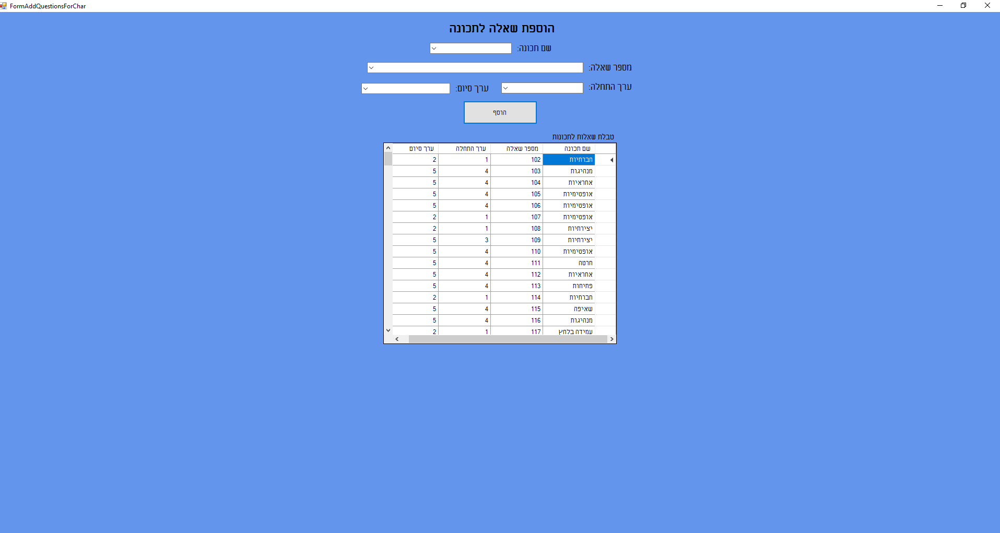 FormAddQuestionsForChar
הוספת שאלה לתכונה
שם תכונה:
מספר שאלה:
ערך התחלה: ערך סיום:
הוסף
טבלת שאלות לתכונות
שם תכונה מספר שאלה ערך התחלה ערך סיום
חברתיות 102 1 2
מנהיגות 103 4 5
אחראיות 104 4 5
אופטימיות 105 4 5
אופטימיות 106 4 5
אופטימיות 107 1 2
יצירתיות 108 1 2
יצירתיות 109 3 5
אופטימיות 110 4 5
חרטה 111 4 5
אחראיות 112 4 5
פתיחות 113 4 5
חברתיות 114 1 2
שאיפה 115 4 5
מנהיגות 116 4 5
עמידה בלחץ 117 1 2